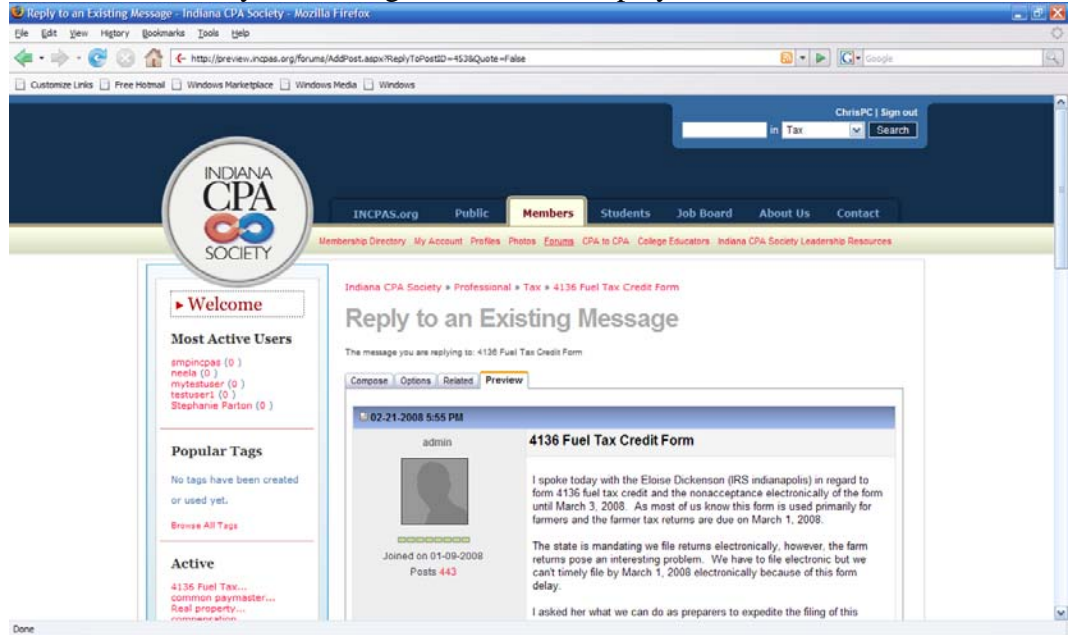 Reply to an Existing Message - Indiana CPA Society - Mozilla Firefox
File Edit View History Bookmarks Tools Help
http://preview.incpas.org/forums/AddPost.aspx?ReplyToPostID=453&Quote=False
Google
Customize Links Free Hotmail Windows Marketplace Windows Media Windows
ChrisPC | Sign out
in Tax Search
INDIANA
CPA
SOCIETY
INCPAS.org Public Members Students Job Board About Us Contact
Membership Directory My Account Profiles Photos Forums CPA to CPA College Educators Indiana CPA Society Leadership Resources
Welcome
Most Active Users
smpincpas (0 )
neela (0 )
mytestuser (0 )
testuser1 (0 )
Stephanie Parton (0 )
Popular Tags
No tags have been created
or used yet.
Browse All Tags
Active
4136 Fuel Tax...
common paymaster...
Real property...
compensation
Indiana CPA Society » Professional » Tax » 4136 Fuel Tax Credit Form
Reply to an Existing Message
The message you are replying to: 4136 Fuel Tax Credit Form
Compose Options Related Preview
02-21-2008 5:55 PM
admin
Joined on 01-09-2008
Posts 443
4136 Fuel Tax Credit Form
I spoke today with the Eloise Dickenson (IRS indianapolis) in regard to
form 4136 fuel tax credit and the nonacceptance electronically of the form
until March 3, 2008. As most of us know this form is used primarily for
farmers and the farmer tax returns are due on March 1, 2008.
The state is mandating we file returns electronically, however, the farm
returns pose an interesting problem. We have to file electronic but we
can't timely file by March 1, 2008 electronically because of this form
delay.
I asked her what we can do as preparers to expedite the filing of this
Done